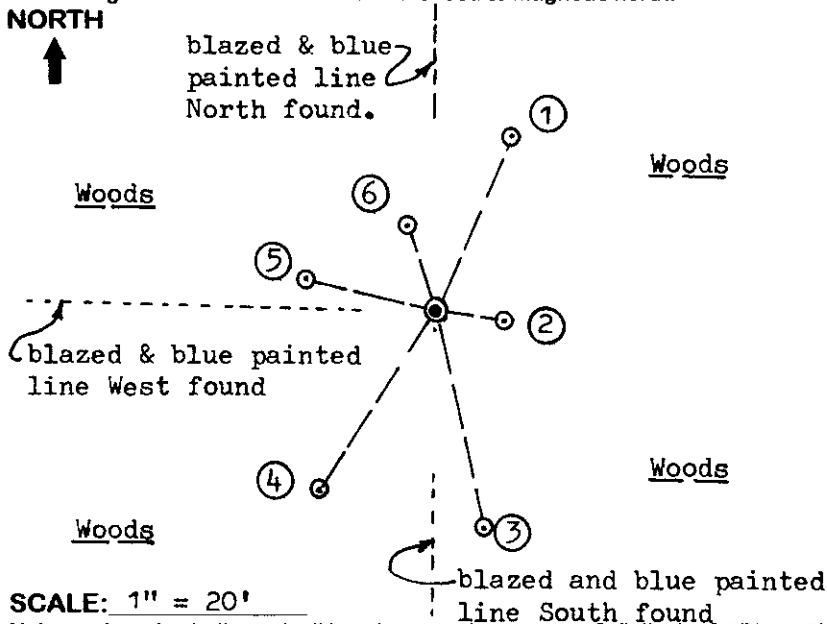 NORTH
blazed & blue
painted line
North found.
1
Woods
Woods
6
5
2
blazed & blue painted
line West found
4
Woods
3
Woods
blazed and blue painted
line South found
SCALE: 1" = 20'